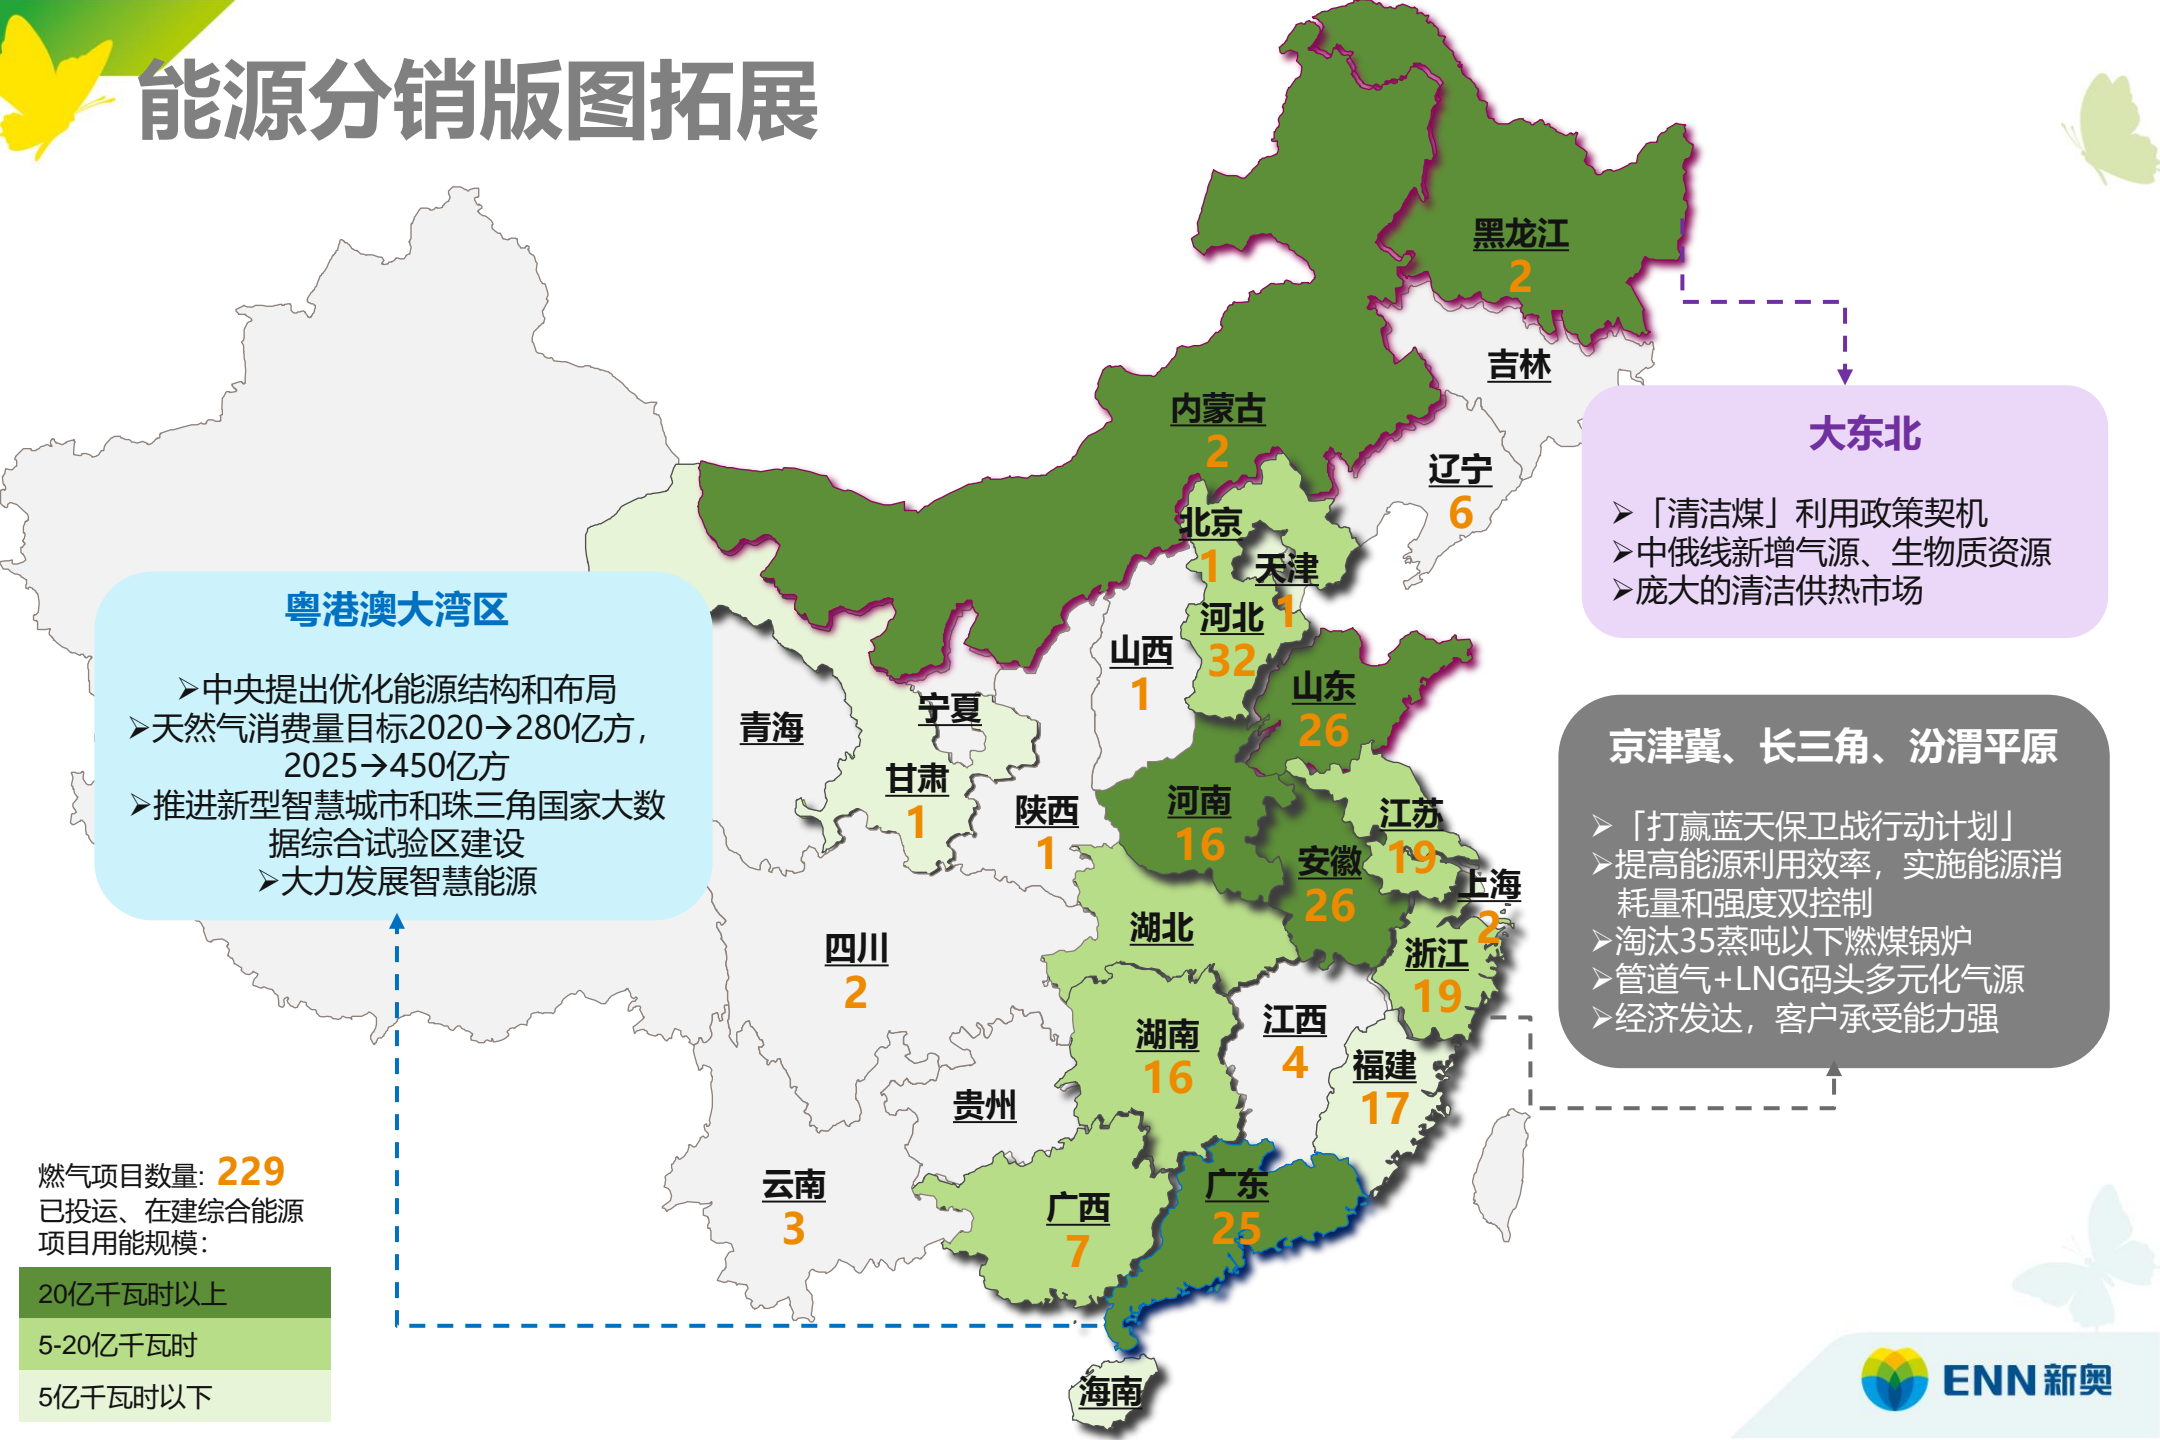 能源分销版图拓展
黑龙江
2
吉林
内蒙古
2
辽宁
6
北京
1
天津
1
河北
32
山西
1
山东
26
宁夏
青海
甘肃
1
陕西
1
河南
16
江苏
19
安徽
26
上海
2
湖北
浙江
19
四川
2
湖南
16
江西
4
福建
17
贵州
云南
3
广西
7
广东
25
海南
大东北
➢「清洁煤」利用政策契机
➢中俄线新增气源、生物质资源
➢庞大的清洁供热市场
粤港澳大湾区
➢中央提出优化能源结构和布局
➢天然气消费量目标2020→280亿方，
2025→450亿方
➢推进新型智慧城市和珠三角国家大数
据综合试验区建设
➢大力发展智慧能源
京津冀、长三角、汾渭平原
➢「打赢蓝天保卫战行动计划」
➢提高能源利用效率，实施能源消
耗量和强度双控制
➢淘汰35蒸吨以下燃煤锅炉
➢管道气+LNG码头多元化气源
➢经济发达，客户承受能力强
燃气项目数量: 229
已投运、在建综合能源
项目用能规模：
20亿千瓦时以上
5-20亿千瓦时
5亿千瓦时以下
ENN新奥